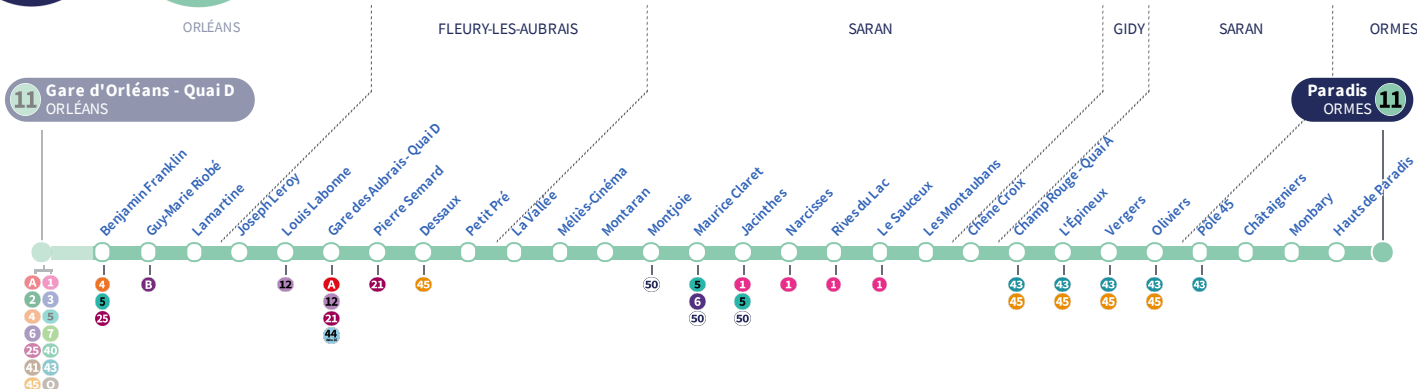 ORLÉANS
FLEURY-LES-AUBRAIS
SARAN
GIDY
SARAN
ORMES
11 Gare d'Orléans - Quai D
ORLÉANS
Paradis 11
ORMES
Benjamin Franklin
Guy-Marie Riobé
Lamartine
Joseph Leroy
Louis Labonne
Gare des Aubrais - Quai D
Pierre Semard
Dessaux
Petit Pré
La Vallée
Méliès-Cinéma
Montaran
Montjoie
Maurice Claret
Jacinthes
Narcisses
Rives du Lac
Le Sauceux
Les Montaubans
Chêne Croix
Champ Rouge - Quai A
L'Épineux
Vergers
Oliviers
Pôle 45
Châtaigniers
Monbary
Hauts de Paradis
A 1
2 3
4 5
6 7
25 40
41 43
45 O
4
5
25
B
12
A
12
21
44
21
45
50
5
6
50
1
5
50
1
1
1
43
45
43
45
43
45
43
45
43